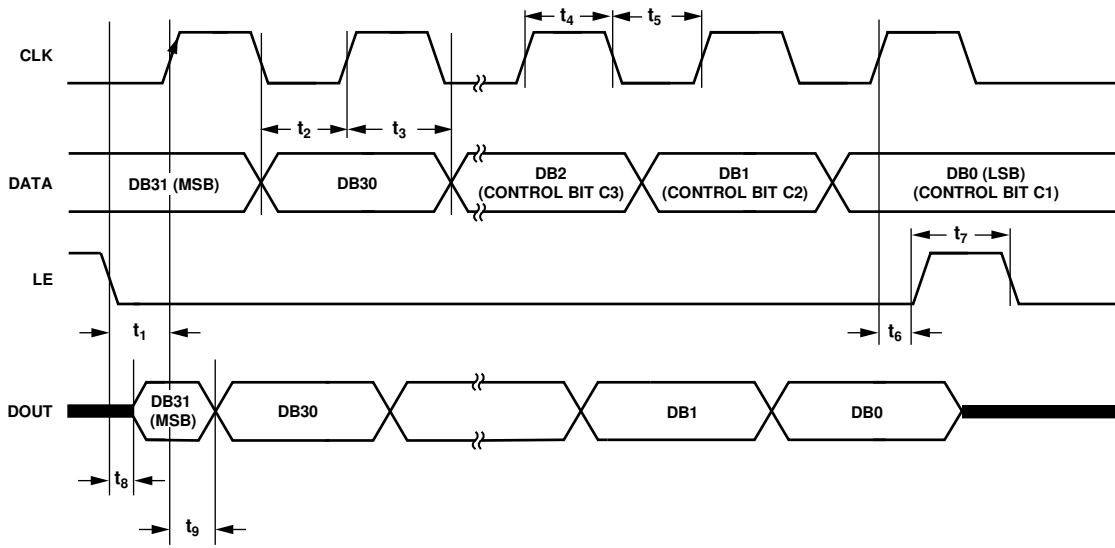 t₄
t₅
CLK
t₂
t₃
DATA
DB31 (MSB)
DB30
DB2
(CONTROL BIT C3)
DB1
(CONTROL BIT C2)
DB0 (LSB)
(CONTROL BIT C1)
t₇
LE
t₁
t₆
DOUT
DB31
(MSB)
DB30
DB1
DB0
t₈
t₉